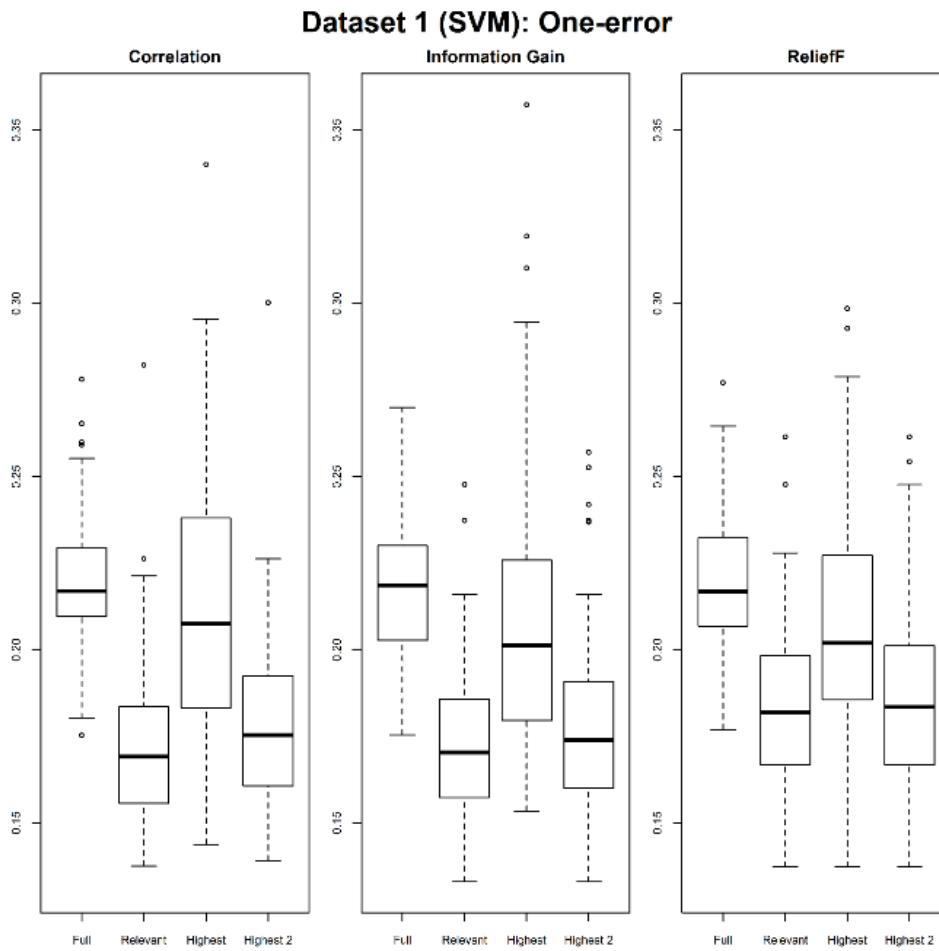 Dataset 1 (SVM): One-error
Correlation
Information Gain
ReliefF
0.35
0.30
0.25
0.20
0.15
0.35
0.30
0.25
0.20
0.15
0.35
0.30
0.25
0.20
0.15
Full Relevant Highest Highest 2
Full Relevant Highest Highest 2
Full Relevant Highest Highest 2